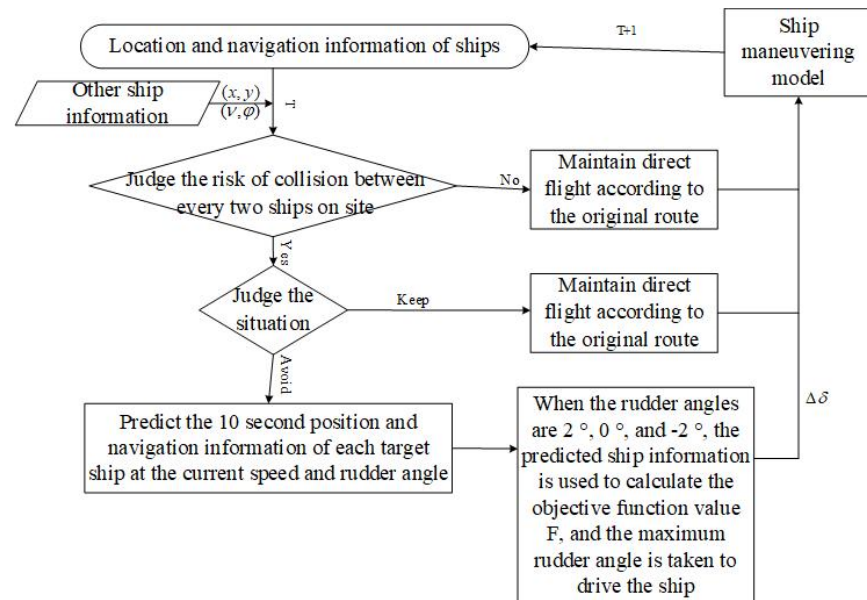 Location and navigation information of ships
T+1
Ship
maneuvering
model
Other ship
information
(x, y)
(v, φ)
T
Judge the risk of collision between
every two ships on site
No
Maintain direct
flight according to
the original route
Yes
Judge the
situation
Keep
Maintain direct
flight according to
the original route
Avoid
Δδ
Predict the 10 second position and
navigation information of each target
ship at the current speed and rudder angle
When the rudder angles
are 2 °, 0 °, and -2 °, the
predicted ship information
is used to calculate the
objective function value
F, and the maximum
rudder angle is taken to
drive the ship